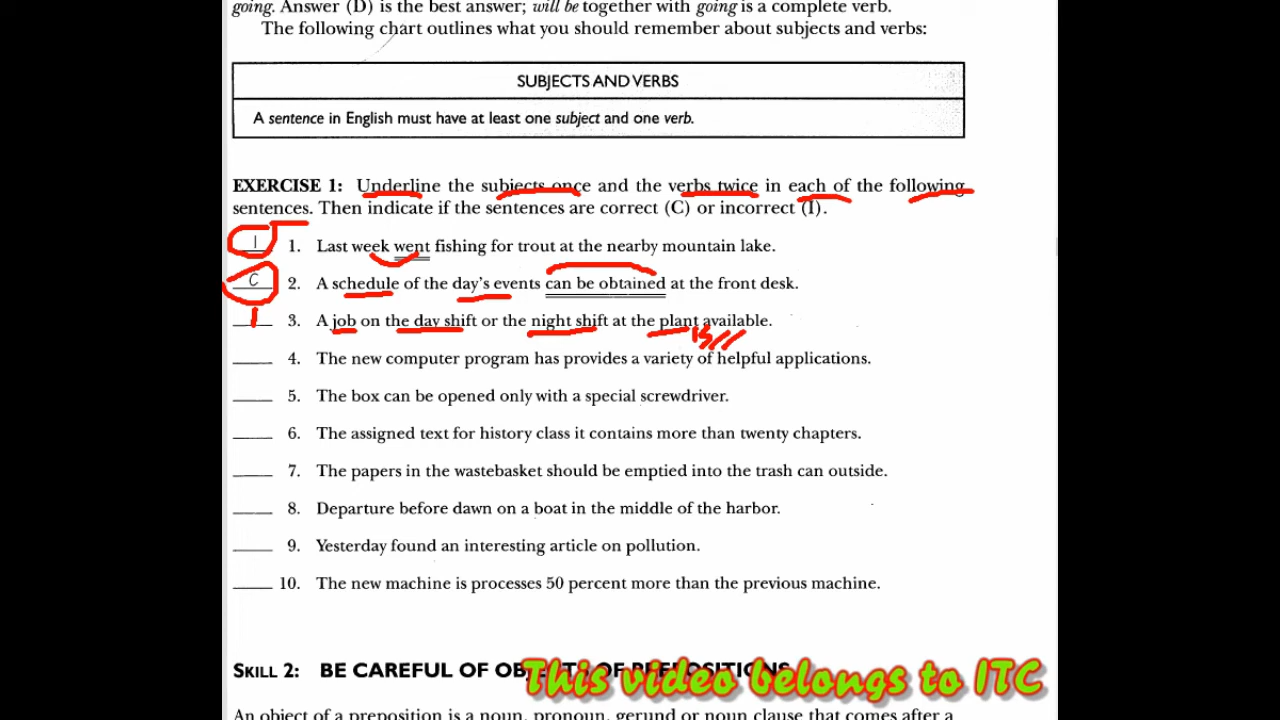 going. Answer (D) is the best answer; will be together with going is a complete verb.
The following chart outlines what you should remember about subjects and verbs:
SUBJECTS AND VERBS
A sentence in English must have at least one subject and one verb.
EXERCISE 1: Underline the subjects once and the verbs twice in each of the following
sentences. Then indicate if the sentences are correct (C) or incorrect (I).
I 1. Last week went fishing for trout at the nearby mountain lake.
C 2. A schedule of the day's events can be obtained at the front desk.
I 3. A job on the day shift or the night shift at the plant available.
is
4. The new computer program has provides a variety of helpful applications.
5. The box can be opened only with a special screwdriver.
6. The assigned text for history class it contains more than twenty chapters.
7. The papers in the wastebasket should be emptied into the trash can outside.
8. Departure before dawn on a boat in the middle of the harbor.
9. Yesterday found an interesting article on pollution.
10. The new machine is processes 50 percent more than the previous machine.
SKILL 2: BE CAREFUL OF OBJECTS OF PREPOSITIONS
This video belongs to ITC
An object of a preposition is a noun, pronoun, gerund or noun clause that comes after a